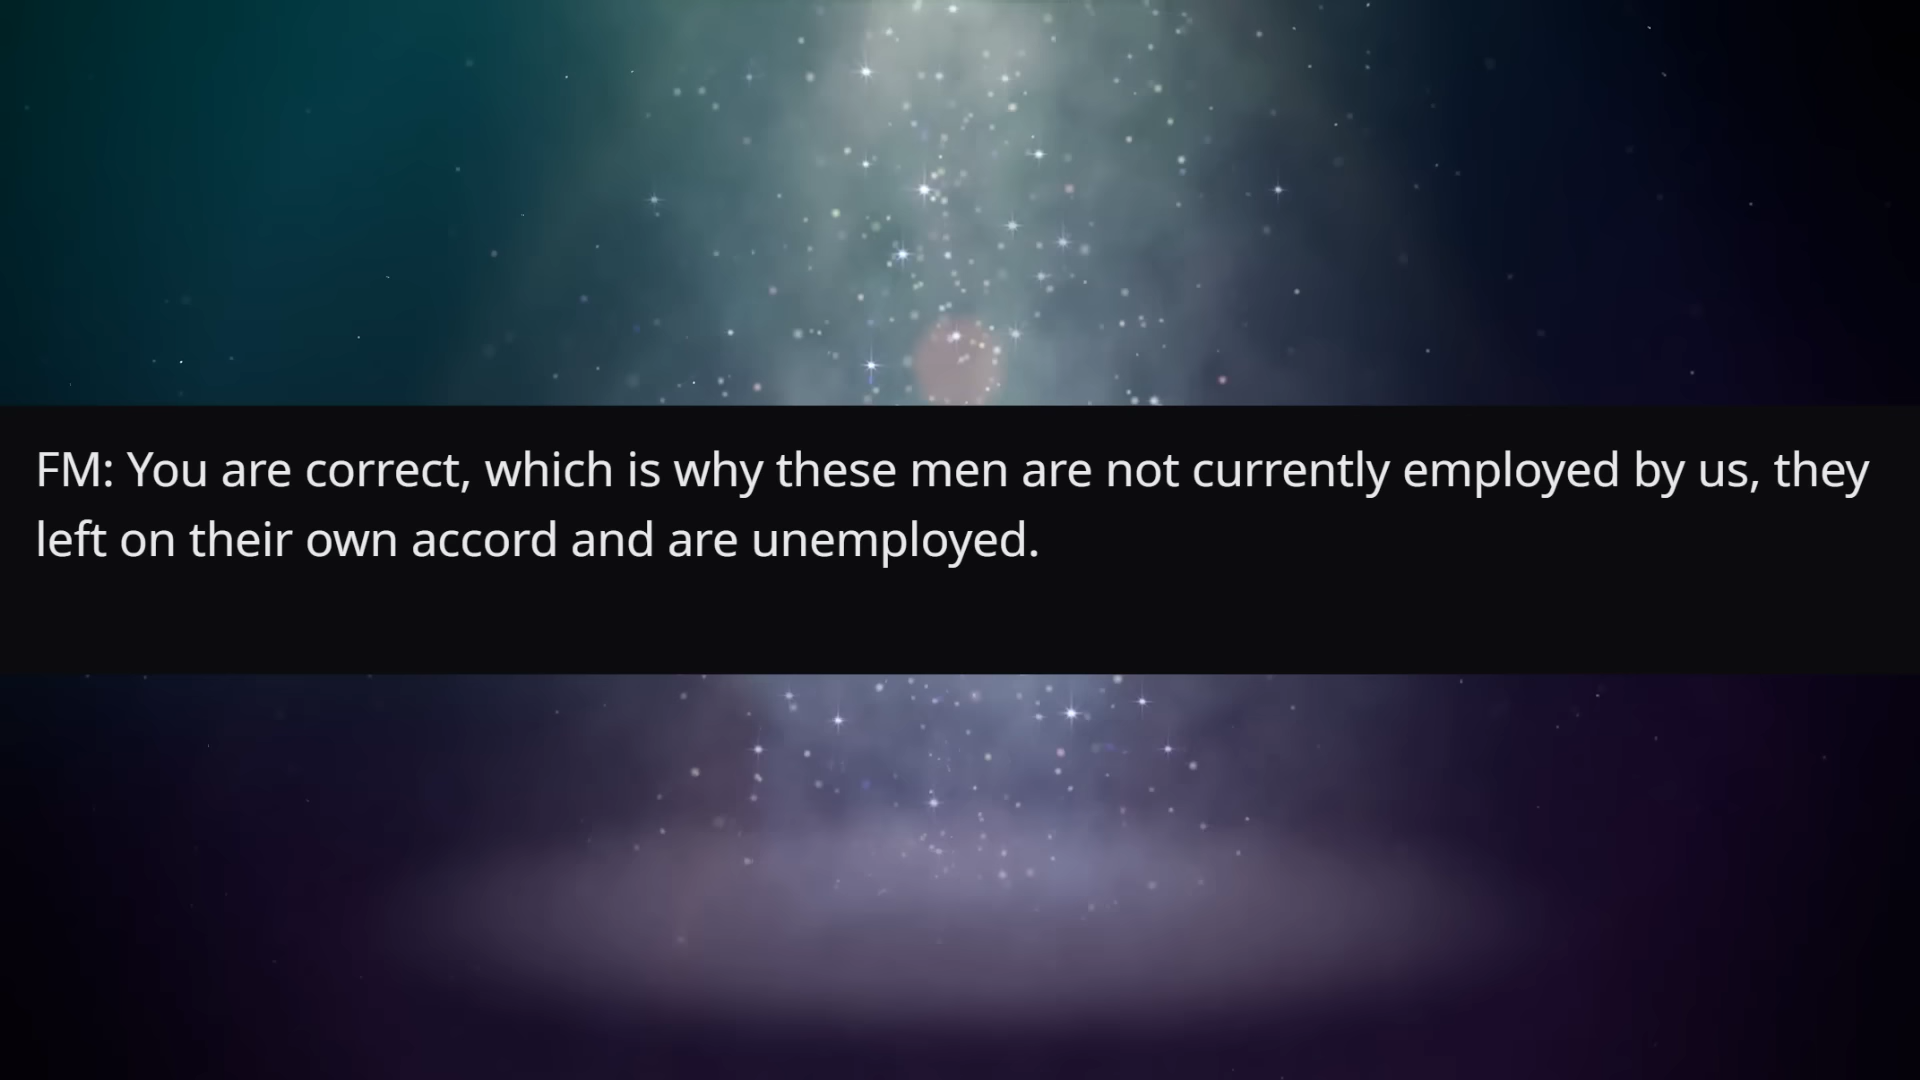 FM: You are correct, which is why these men are not currently employed by us, they
left on their own accord and are unemployed.